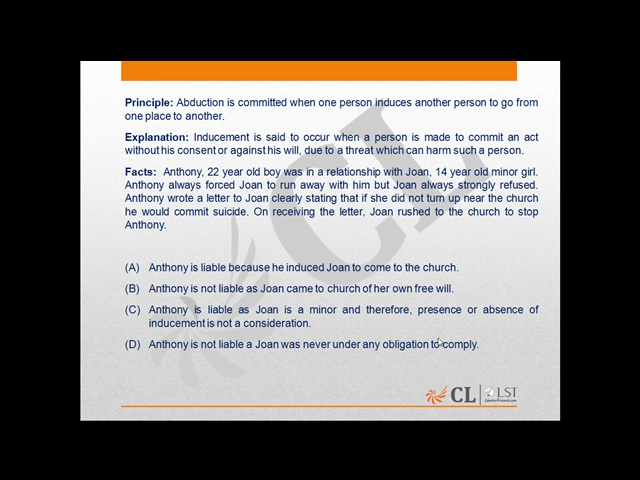 Principle: Abduction is committed when one person induces another person to go from
one place to another.
Explanation: Inducement is said to occur when a person is made to commit an act
without his consent or against his will, due to a threat which can harm such a person.
Facts: Anthony, 22 year old boy was in a relationship with Joan, 14 year old minor girl.
Anthony always forced Joan to run away with him but Joan always strongly refused.
Anthony wrote a letter to Joan clearly stating that if she did not turn up near the church
he would commit suicide. On receiving the letter, Joan rushed to the church to stop
Anthony.
(A) Anthony is liable because he induced Joan to come to the church.
(B) Anthony is not liable as Joan came to church of her own free will.
(C) Anthony is liable as Joan is a minor and therefore, presence or absence of
inducement is not a consideration.
(D) Anthony is not liable a Joan was never under any obligation to comply.
CL LST